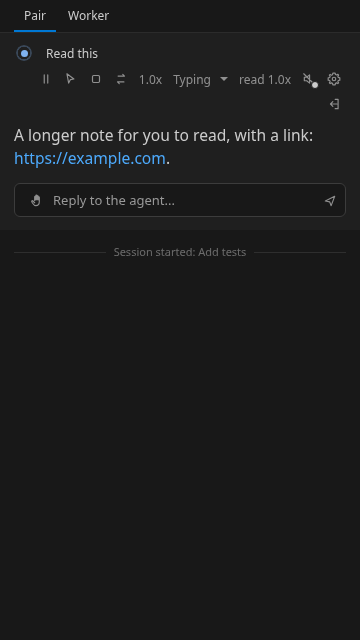 Pair Worker
Read this
1.0x Typing read 1.0x
A longer note for you to read, with a link:
https://example.com.
Reply to the agent...
Session started: Add tests